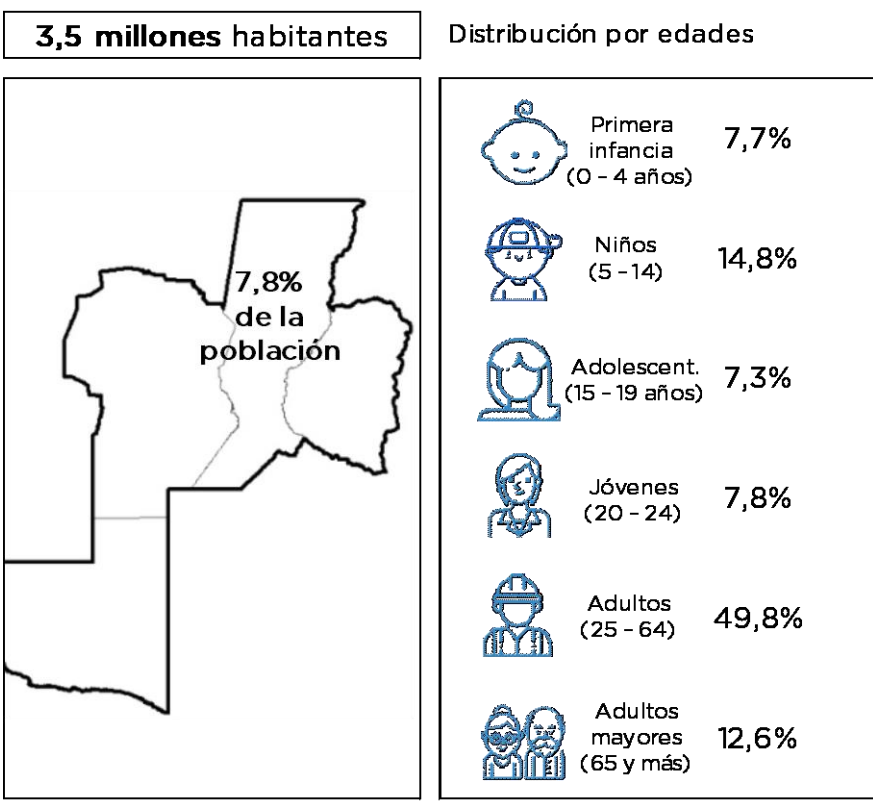 3,5 millones habitantes
Distribución por edades
7,8%
de la
población
Primera
infancia
(0 – 4 años)
7,7%
Niños
(5 – 14)
14,8%
Adolescent.
(15 – 19 años)
7,3%
Jóvenes
(20 – 24)
7,8%
Adultos
(25 – 64)
49,8%
Adultos
mayores
(65 y más)
12,6%